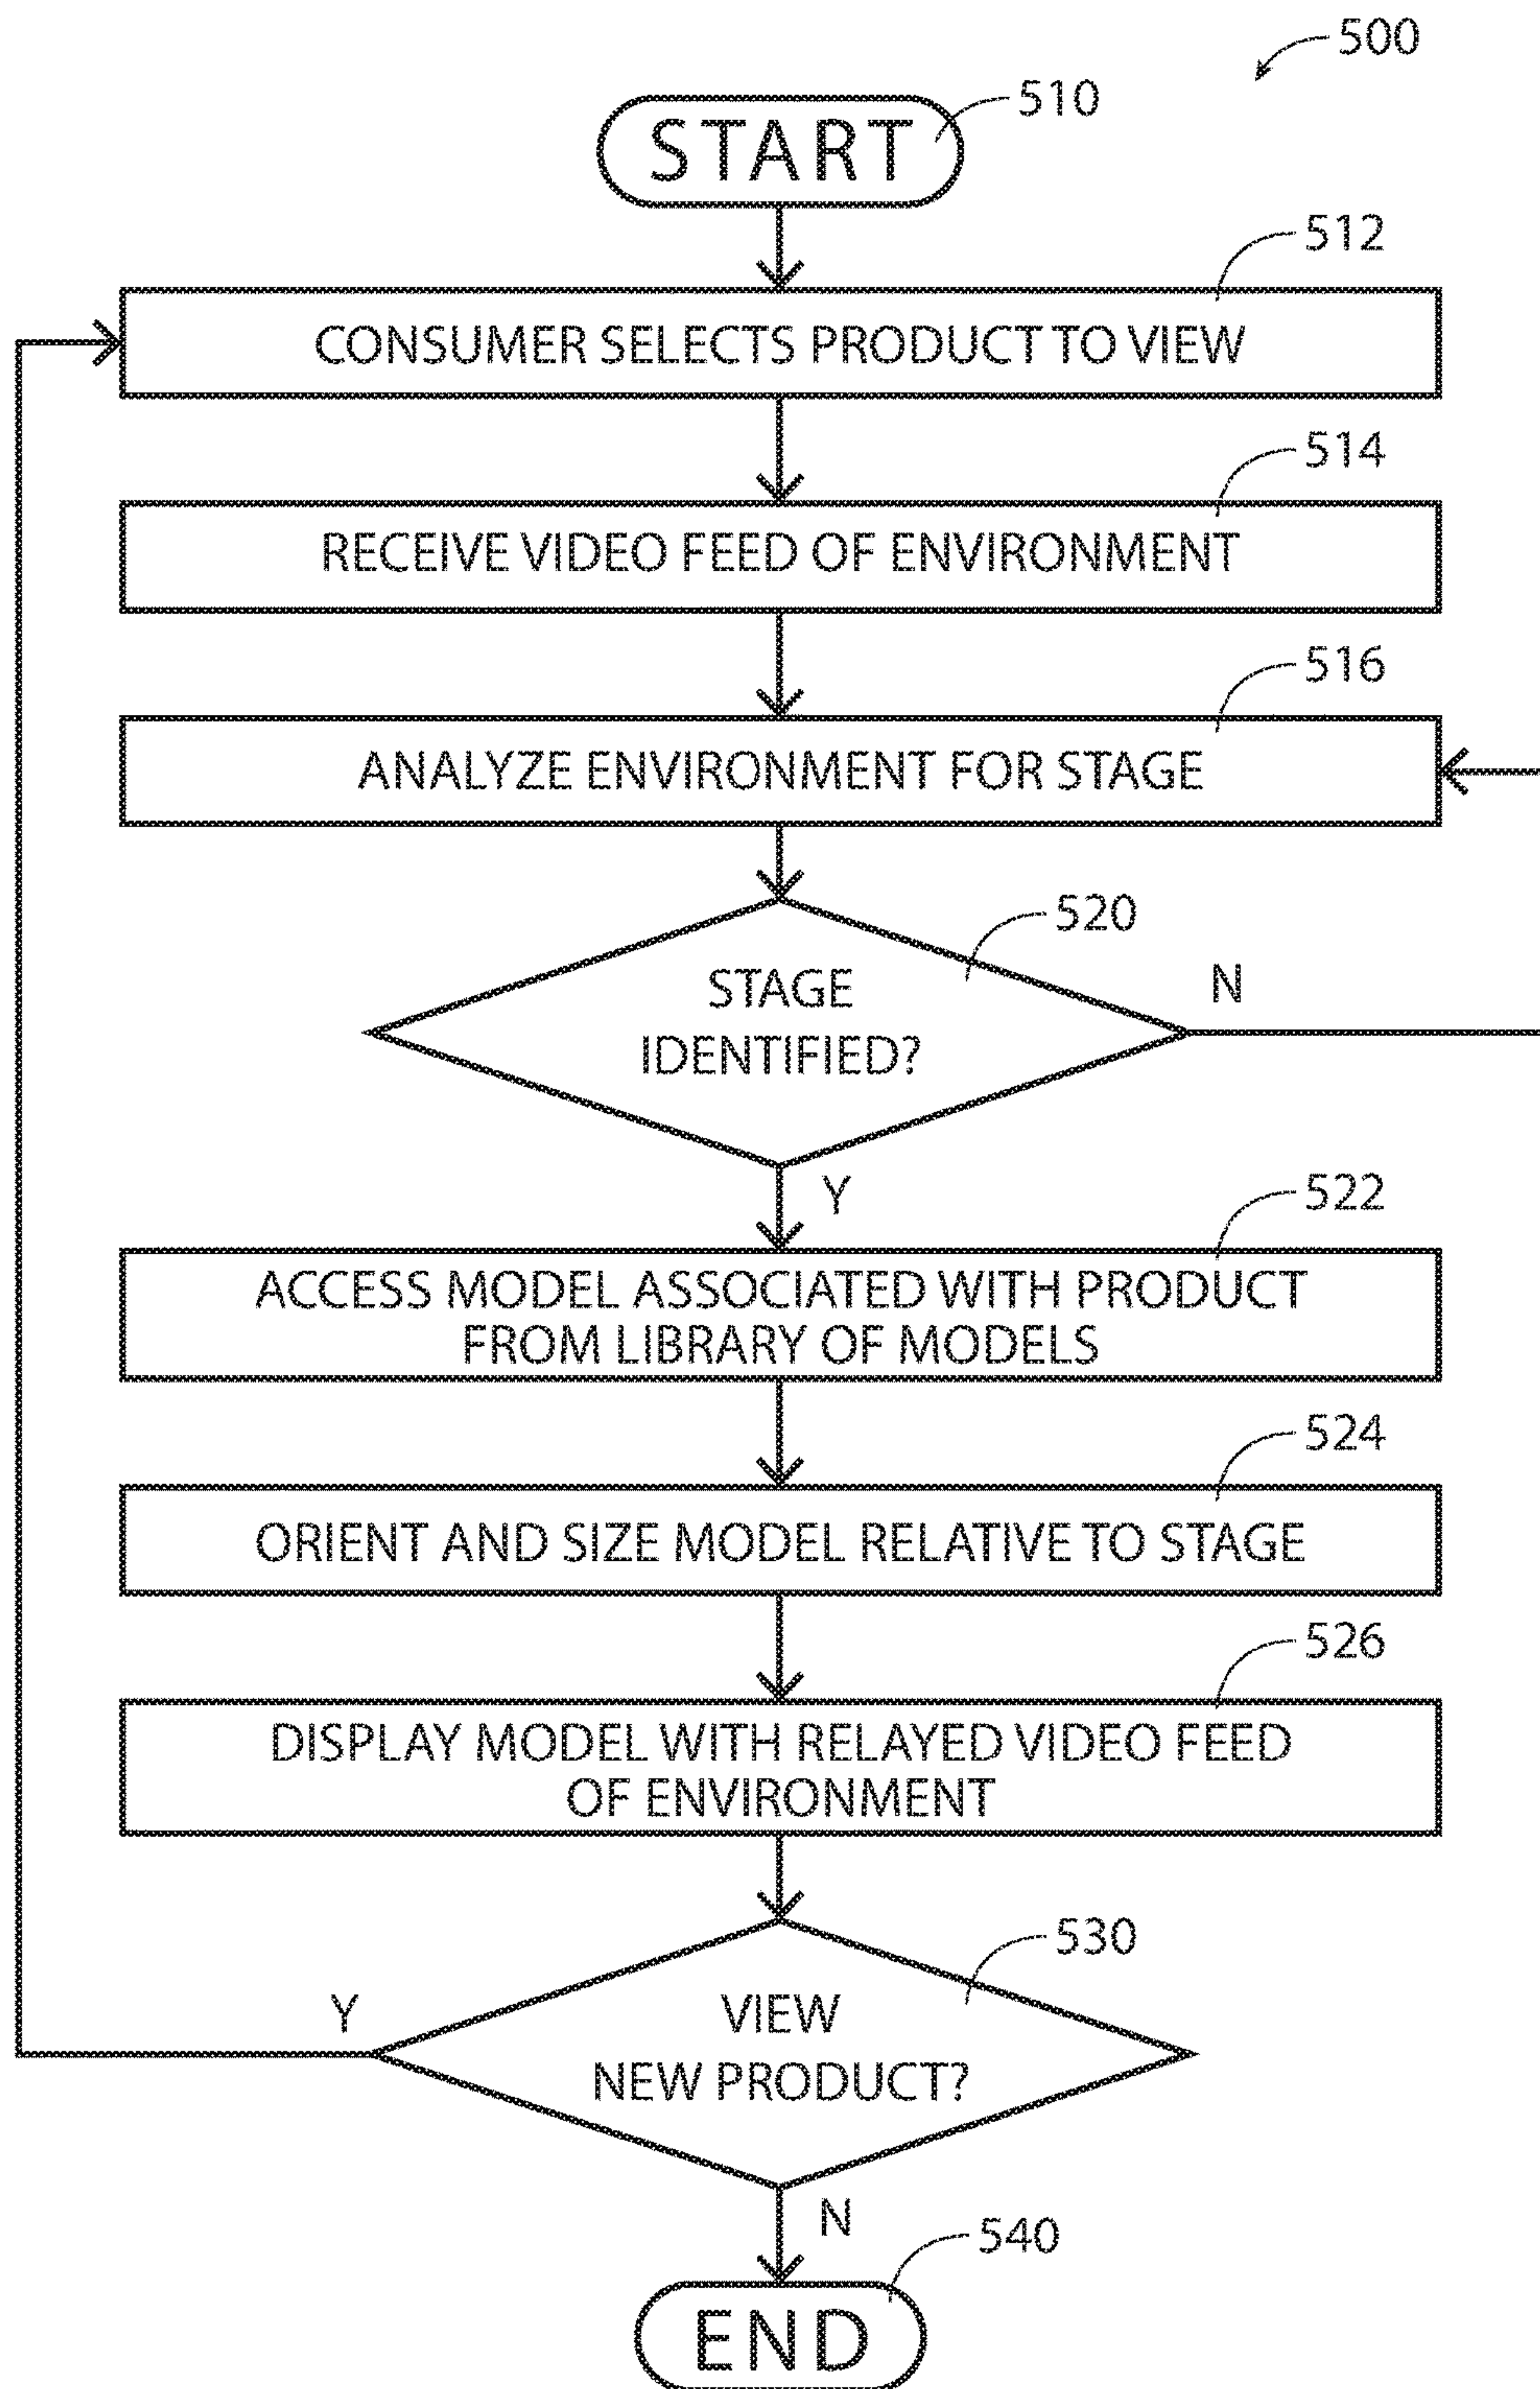 500
START
510
512
CONSUMER SELECTS PRODUCT TO VIEW
514
RECEIVE VIDEO FEED OF ENVIRONMENT
516
ANALYZE ENVIRONMENT FOR STAGE
520
STAGE
IDENTIFIED?
N
Y
522
ACCESS MODEL ASSOCIATED WITH PRODUCT
FROM LIBRARY OF MODELS
524
ORIENT AND SIZE MODEL RELATIVE TO STAGE
526
DISPLAY MODEL WITH RELAYED VIDEO FEED
OF ENVIRONMENT
530
Y
VIEW
NEW PRODUCT?
N
540
END